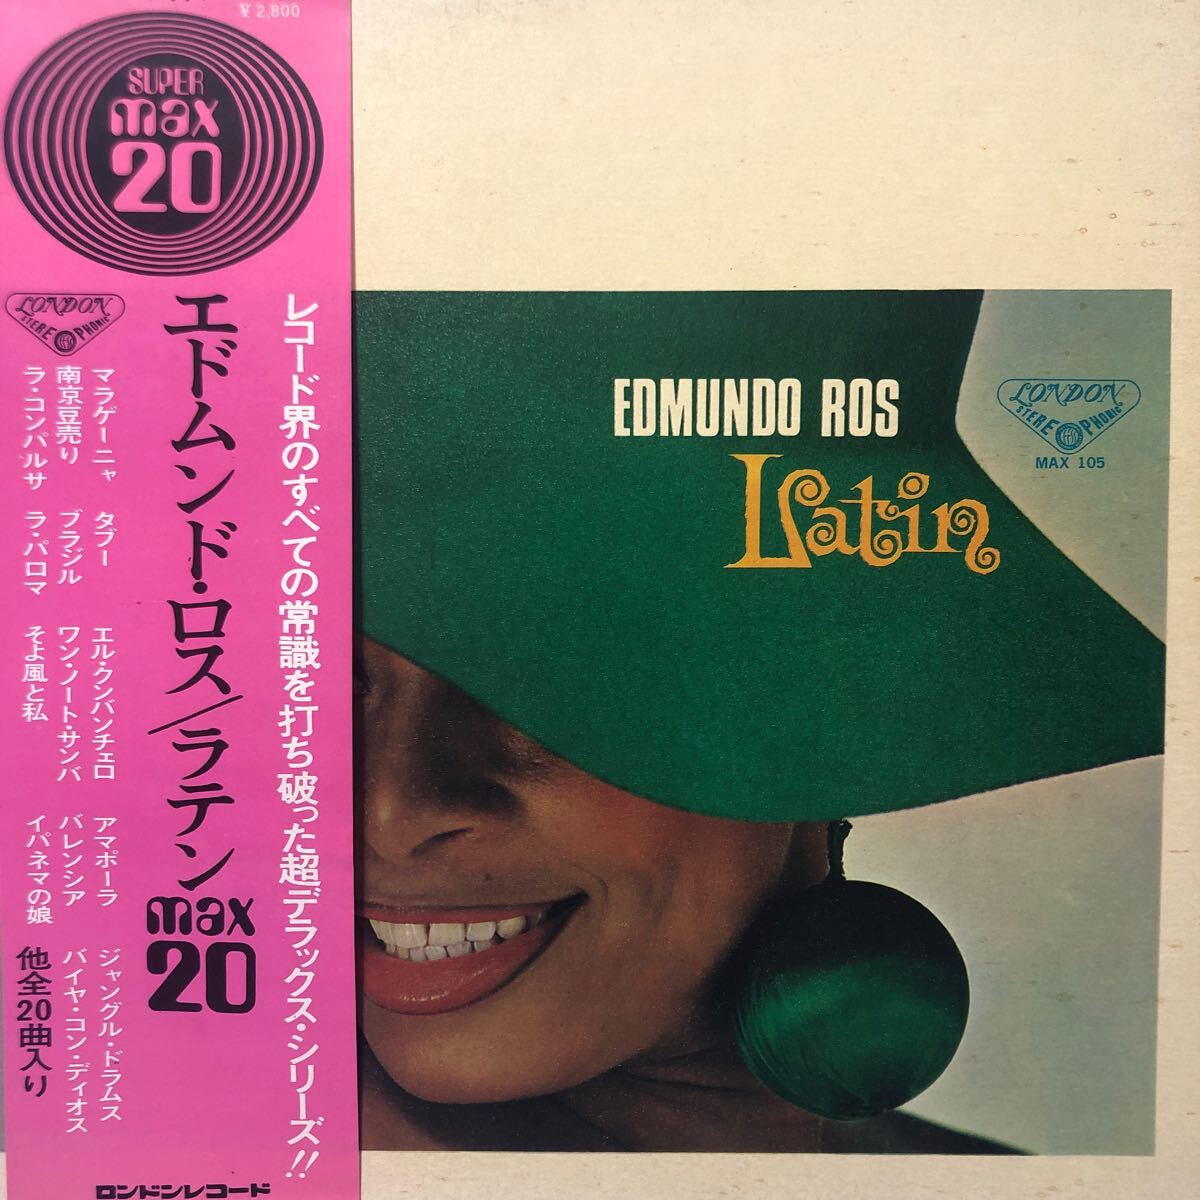 ¥2,800
SUPER
max
20
LONDON
STEREOPHONIC
レコード界のすべての常識を打ち破った超デラックス・シリーズ!!
エドムンド・ロス/ラテン
max
20
マラゲーニャ タブー エル・クンバンチェロ アマポーラ ジャングル・ドラムス
南京豆売り ブラジル ワン・ノート・サンバ バレンシア バイヤ・コン・ディオス
ラ・コンパルサ ラ・パロマ そよ風と私 イパネマの娘 他全20曲入り
ロンドンレコード
EDMUNDO ROS
Latin
LONDON
STEREOPHONIC
MAX 105